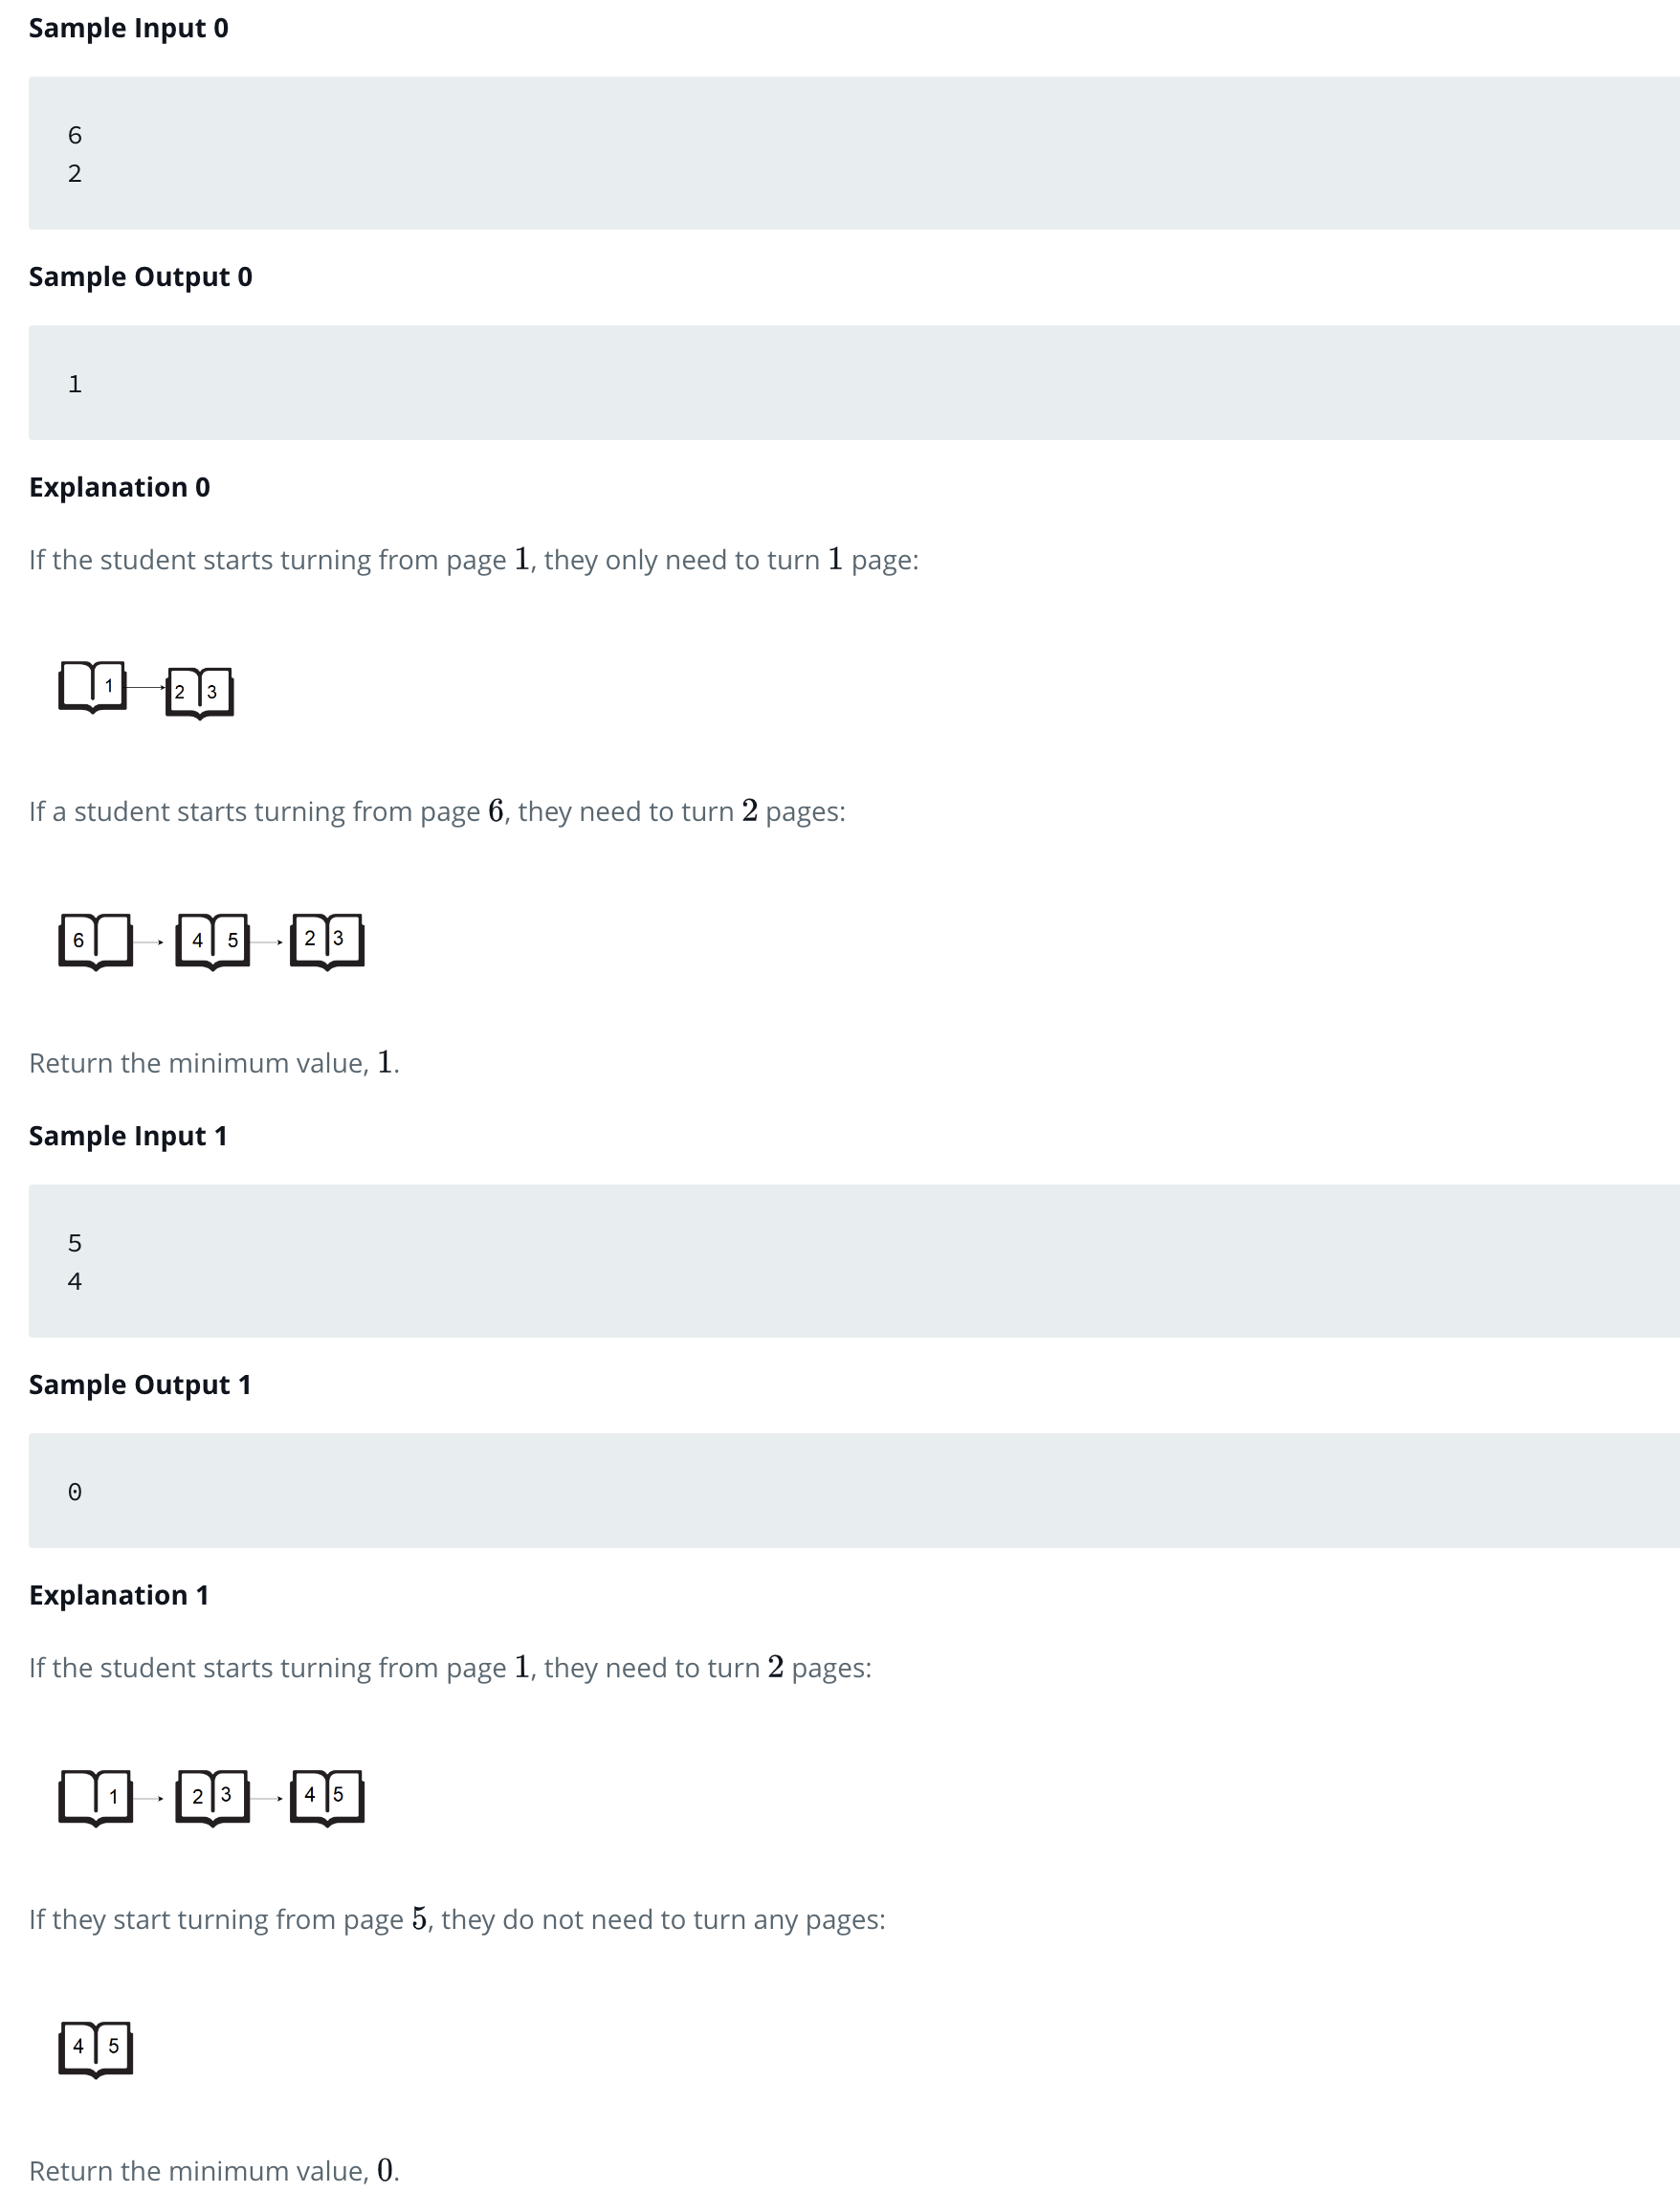 Sample Input 0
6
2
Sample Output 0
1
Explanation 0
If the student starts turning from page 1, they only need to turn 1 page:
1 2 3
If a student starts turning from page 6, they need to turn 2 pages:
6 4 5 2 3
Return the minimum value, 1.
Sample Input 1
5
4
Sample Output 1
0
Explanation 1
If the student starts turning from page 1, they need to turn 2 pages:
1 2 3 4 5
If they start turning from page 5, they do not need to turn any pages:
4 5
Return the minimum value, 0.